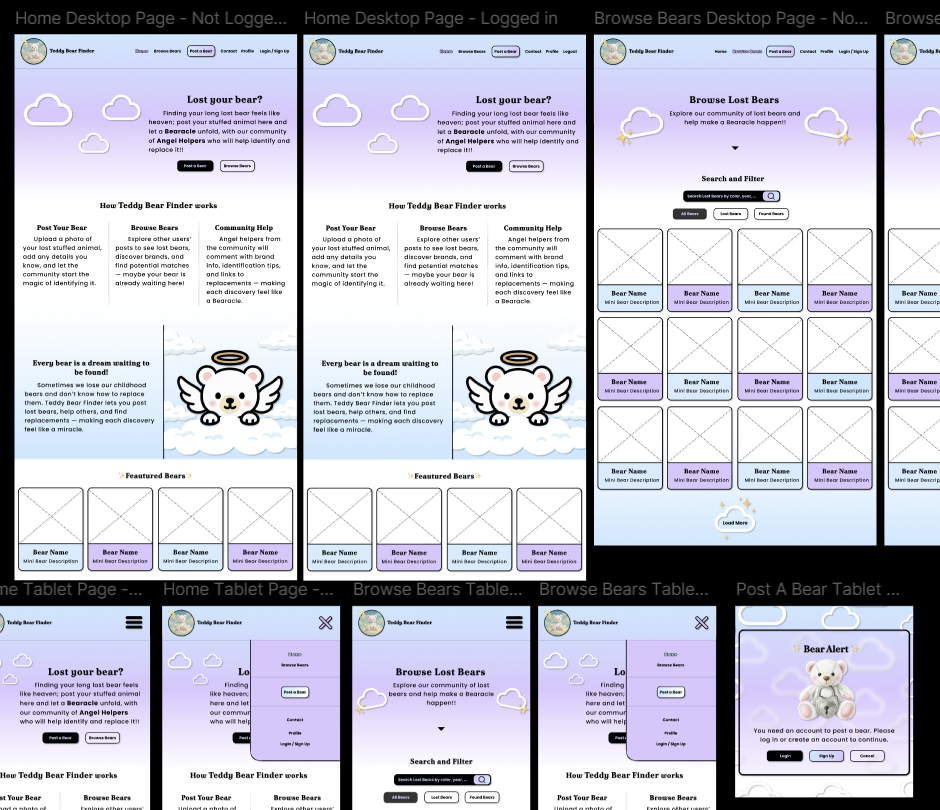 Home Desktop Page - Not Logge...
Teddy Bear Finder
Home Browse Bears Post a Bear Contact Profile Login / Sign Up
Lost your bear?
Finding your long lost bear feels like
heaven; post your stuffed animal here and
let a Bearacle unfold, with our community
of Angel Helpers who will help identify and
replace it!!
Post a Bear Browse Bears
How Teddy Bear Finder works
Post Your Bear
Upload a photo of
your lost stuffed animal,
add any details you
know, and let the
community start the
magic of identifying it.
Browse Bears
Explore other users'
posts to see lost bears,
discover brands, and
find potential matches
— maybe your bear is
already waiting here!
Community Help
Angel helpers from
the community will
comment with brand
info, identification tips,
and links to
replacements — making
each discovery feel like
a Bearacle.
Every bear is a dream waiting to
be found!
Sometimes we lose our childhood
bears and don't know how to replace
them. Teddy Bear Finder lets you post
lost bears, help others, and find
replacements — making each discovery
feel like a miracle.
✨Feautured Bears✨
Bear Name Bear Name Bear Name Bear Name
Mini Bear Description Mini Bear Description Mini Bear Description Mini Bear Description
Home Desktop Page - Logged in
Teddy Bear Finder
Home Browse Bears Post a Bear Contact Profile Logout
Lost your bear?
Finding your long lost bear feels like
heaven; post your stuffed animal here and
let a Bearacle unfold, with our community
of Angel Helpers who will help identify and
replace it!!
Post a Bear Browse Bears
How Teddy Bear Finder works
Post Your Bear
Upload a photo of
your lost stuffed animal,
add any details you
know, and let the
community start the
magic of identifying it.
Browse Bears
Explore other users'
posts to see lost bears,
discover brands, and
find potential matches
— maybe your bear is
already waiting here!
Community Help
Angel helpers from
the community will
comment with brand
info, identification tips,
and links to
replacements — making
each discovery feel like
a Bearacle.
Every bear is a dream waiting to
be found!
Sometimes we lose our childhood
bears and don't know how to replace
them. Teddy Bear Finder lets you post
lost bears, help others, and find
replacements — making each discovery
feel like a miracle.
✨Feautured Bears✨
Bear Name Bear Name Bear Name Bear Name
Mini Bear Description Mini Bear Description Mini Bear Description Mini Bear Description
Browse Bears Desktop Page - No...
Teddy Bear Finder
Home Browse Bears Post a Bear Contact Profile Login / Sign Up
Browse Lost Bears
Explore our community of lost bears and
help make a Bearacle happen!!
Search and Filter
Search Lost Bears by color, year, ...
All Bears Lost Bears Found Bears
Bear Name Bear Name Bear Name Bear Name
Mini Bear Description Mini Bear Description Mini Bear Description Mini Bear Description
Bear Name Bear Name Bear Name Bear Name
Mini Bear Description Mini Bear Description Mini Bear Description Mini Bear Description
Bear Name Bear Name Bear Name Bear Name
Mini Bear Description Mini Bear Description Mini Bear Description Mini Bear Description
Load More
Browse
Teddy B
Mini Be
Mini Be
Mini Be
me Tablet Page -...
Teddy Bear Finder
Lost your bear?
Finding your long lost bear feels
like heaven; post your stuffed animal
here and let a Bearacle unfold, with
our community of Angel Helpers
who will help identify and replace it!!
Post a Bear Browse Bears
How Teddy Bear Finder works
st Your Bear Browse Bears
Explore other users'
Home Tablet Page -...
Teddy Bear Finder
Home
Browse Bears
Post a Bear
Contact
Profile
Login / Sign Up
Lo
Finding
like heaven;
here and let
our commun
who will help
Post
How Teddy Bear Finder works
Post Your Bear Browse Bears
Upload a photo of Explore other users'
Browse Bears Table...
Teddy Bear Finder
Browse Lost Bears
Explore our community of lost
bears and help make a Bearacle
happen!!
Search and Filter
Search Lost Bears by color, year, ...
All Bears Lost Bears Found Bears
Browse Bears Table...
Teddy Bear Finder
Home
Browse Bears
Post a Bear
Contact
Profile
Login / Sign Up
Lo
Finding
like heaven;
here and let
our commun
who will help
Post
How Teddy Bear Finder works
Post Your Bear Browse Bears
Upload a photo of Explore other users'
Post A Bear Tablet ...
✨Bear Alert✨
You need an account to post a bear. Please
log in or create an account to continue.
Login Sign Up Cancel